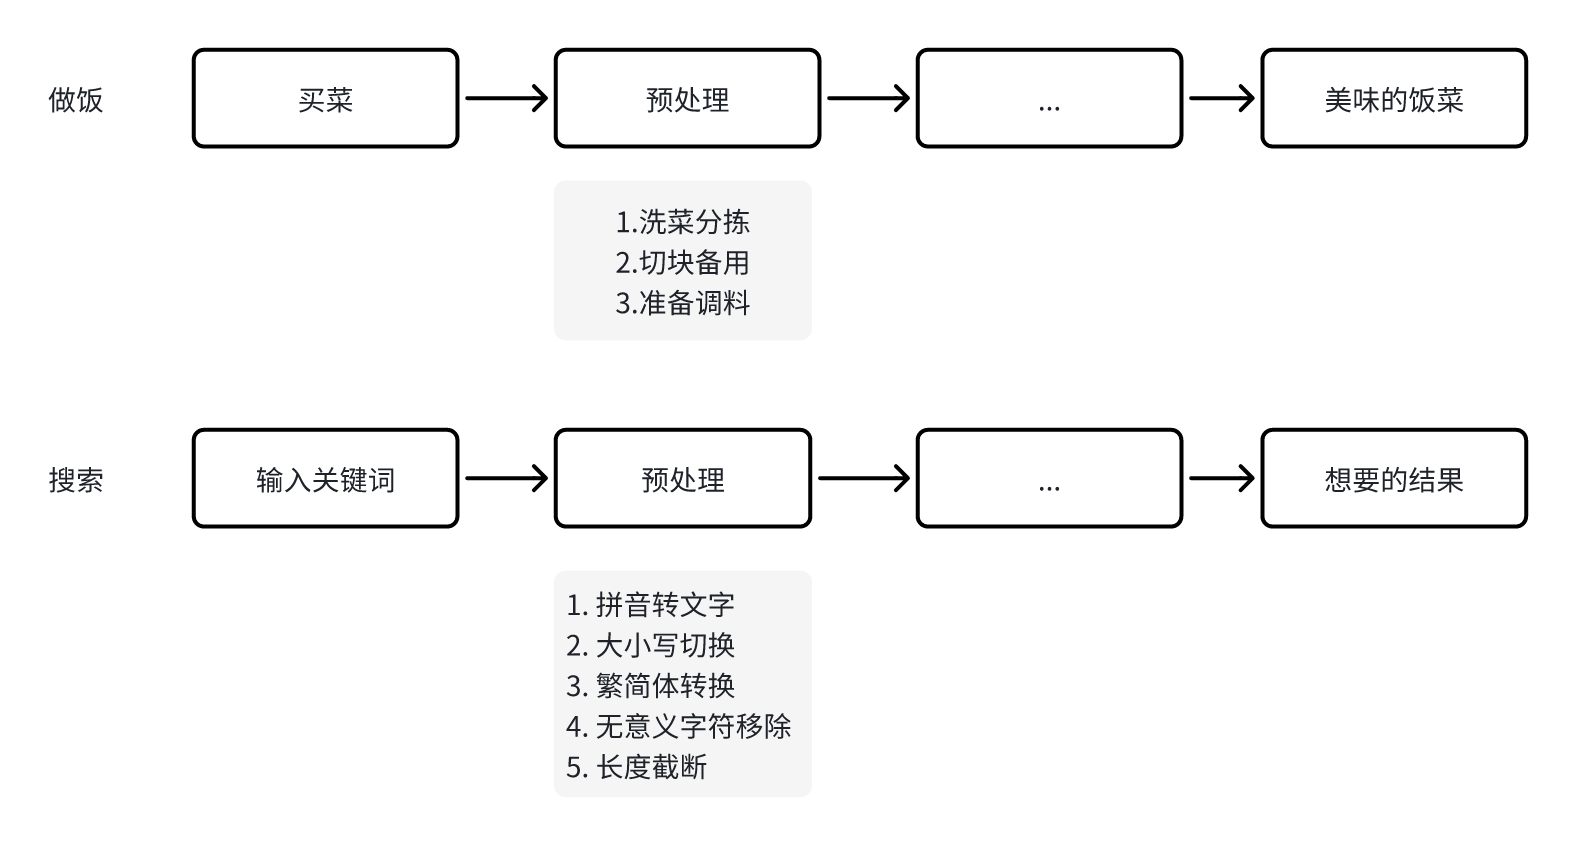 做饭
买菜
预处理
...
美味的饭菜
1.洗菜分拣
2.切块备用
3.准备调料
搜索
输入关键词
预处理
...
想要的结果
1. 拼音转文字
2. 大小写切换
3. 繁简体转换
4. 无意义字符移除
5. 长度截断